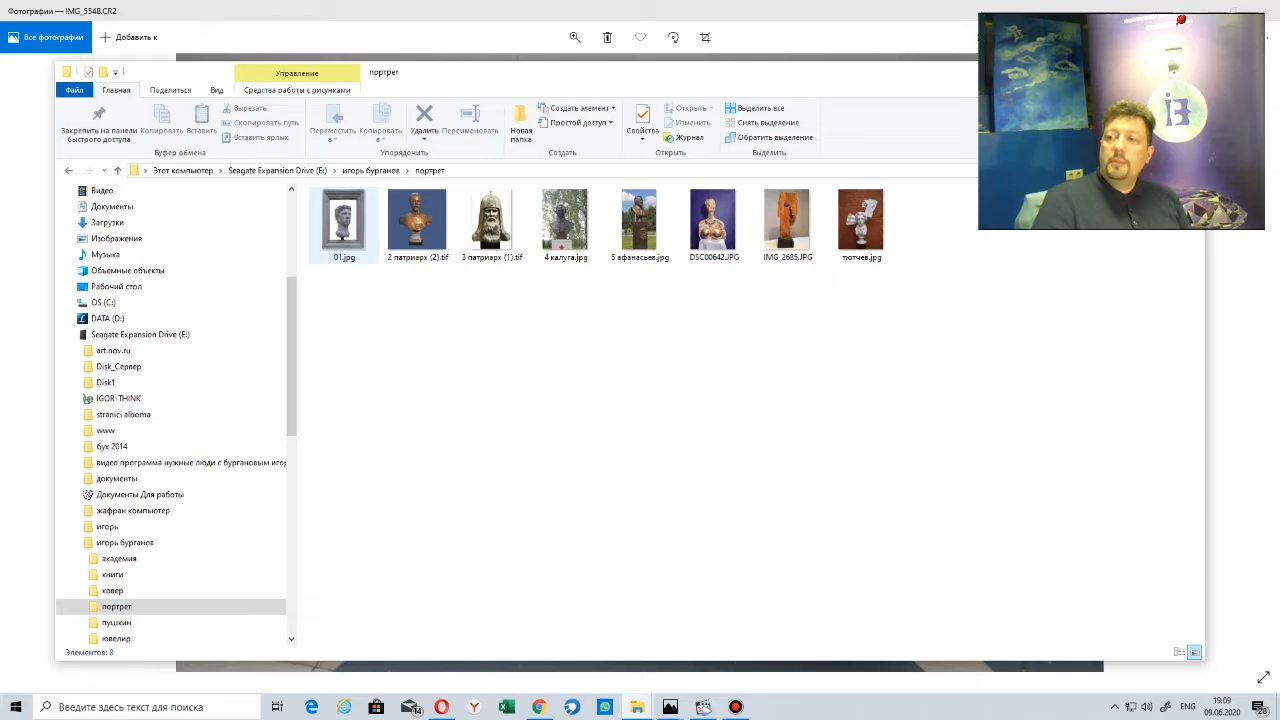 Фотографии — IMG_5548.CR2
Все фотографии
Добавить к
Управление
портрет
Файл
Главная
Поделиться
Вид
Средства работы с рисунками
Закрепить на панели быстрого доступа
Копировать
Вставить
Вырезать
Скопировать путь
Вставить ярлык
Буфер обмена
Переместить в
Копировать в
Удалить
Переименовать
Упорядочить
Новая папка
Создать элемент
Простой доступ
Создать
Свойства
Открыть
Изменить
Журнал
Открыть
Выделить все
Снять выделение
Обратить выделение
Выделить
Этот компьютер
Seagate Expansion Drive (E:)
игорь бурганов
портрет
Видео
Документы
Загрузки
Изображения
Музыка
Объемные объекты
Рабочий стол
OS (C:)
DATA (D:)
Seagate Expansion Drive (E:)
art.nov.ru
Disk_Сервер
Disk1
IGOR-THINK
stranici alboma
www
бух 2014
видео программа нужные люди с бургановым игор
документы
Документы Для работы
жафран компьютер
игорь
игорь бурганов
академия
книги
ковер
портрет
пушкин
ювелир
01.jpg
2 патриарх (2).tif
3 патриарх (1).tif
4 калуга.jpg
5 афанасьев.jpg
DSC00642.JPG
IMG_2685.JPG
тютчев.jpg
Элементов: 8
Введите здесь текст для поиска
ENG
19:09
09.06.2020
28